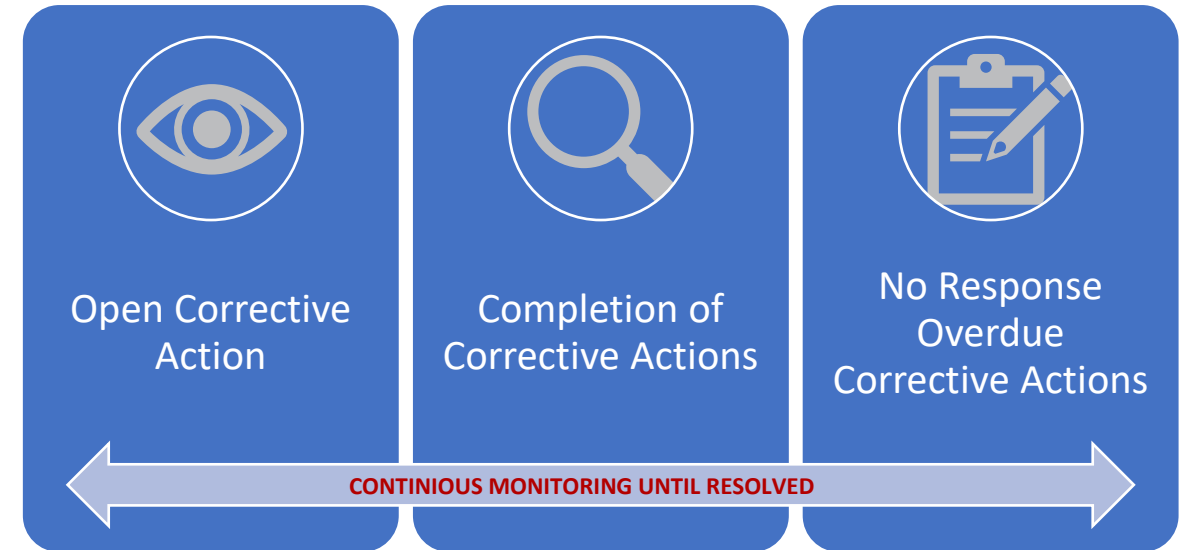 Open Corrective
Action
Completion of
Corrective Actions
No Response
Overdue
Corrective Actions
CONTINIOUS MONITORING UNTIL RESOLVED